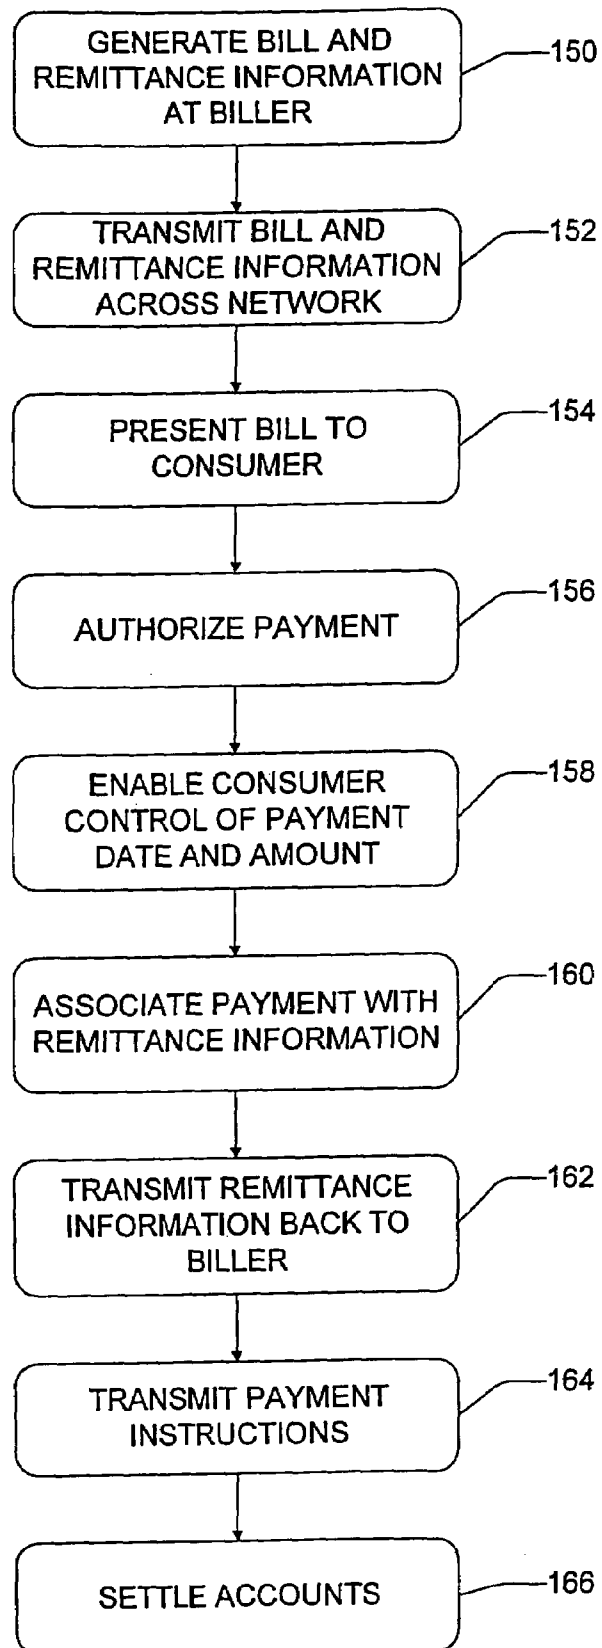 GENERATE BILL AND
REMITTANCE INFORMATION
AT BILLER
150
TRANSMIT BILL AND
REMITTANCE INFORMATION
ACROSS NETWORK
152
PRESENT BILL TO
CONSUMER
154
AUTHORIZE PAYMENT
156
ENABLE CONSUMER
CONTROL OF PAYMENT
DATE AND AMOUNT
158
ASSOCIATE PAYMENT WITH
REMITTANCE INFORMATION
160
TRANSMIT REMITTANCE
INFORMATION BACK TO
BILLER
162
TRANSMIT PAYMENT
INSTRUCTIONS
164
SETTLE ACCOUNTS
166